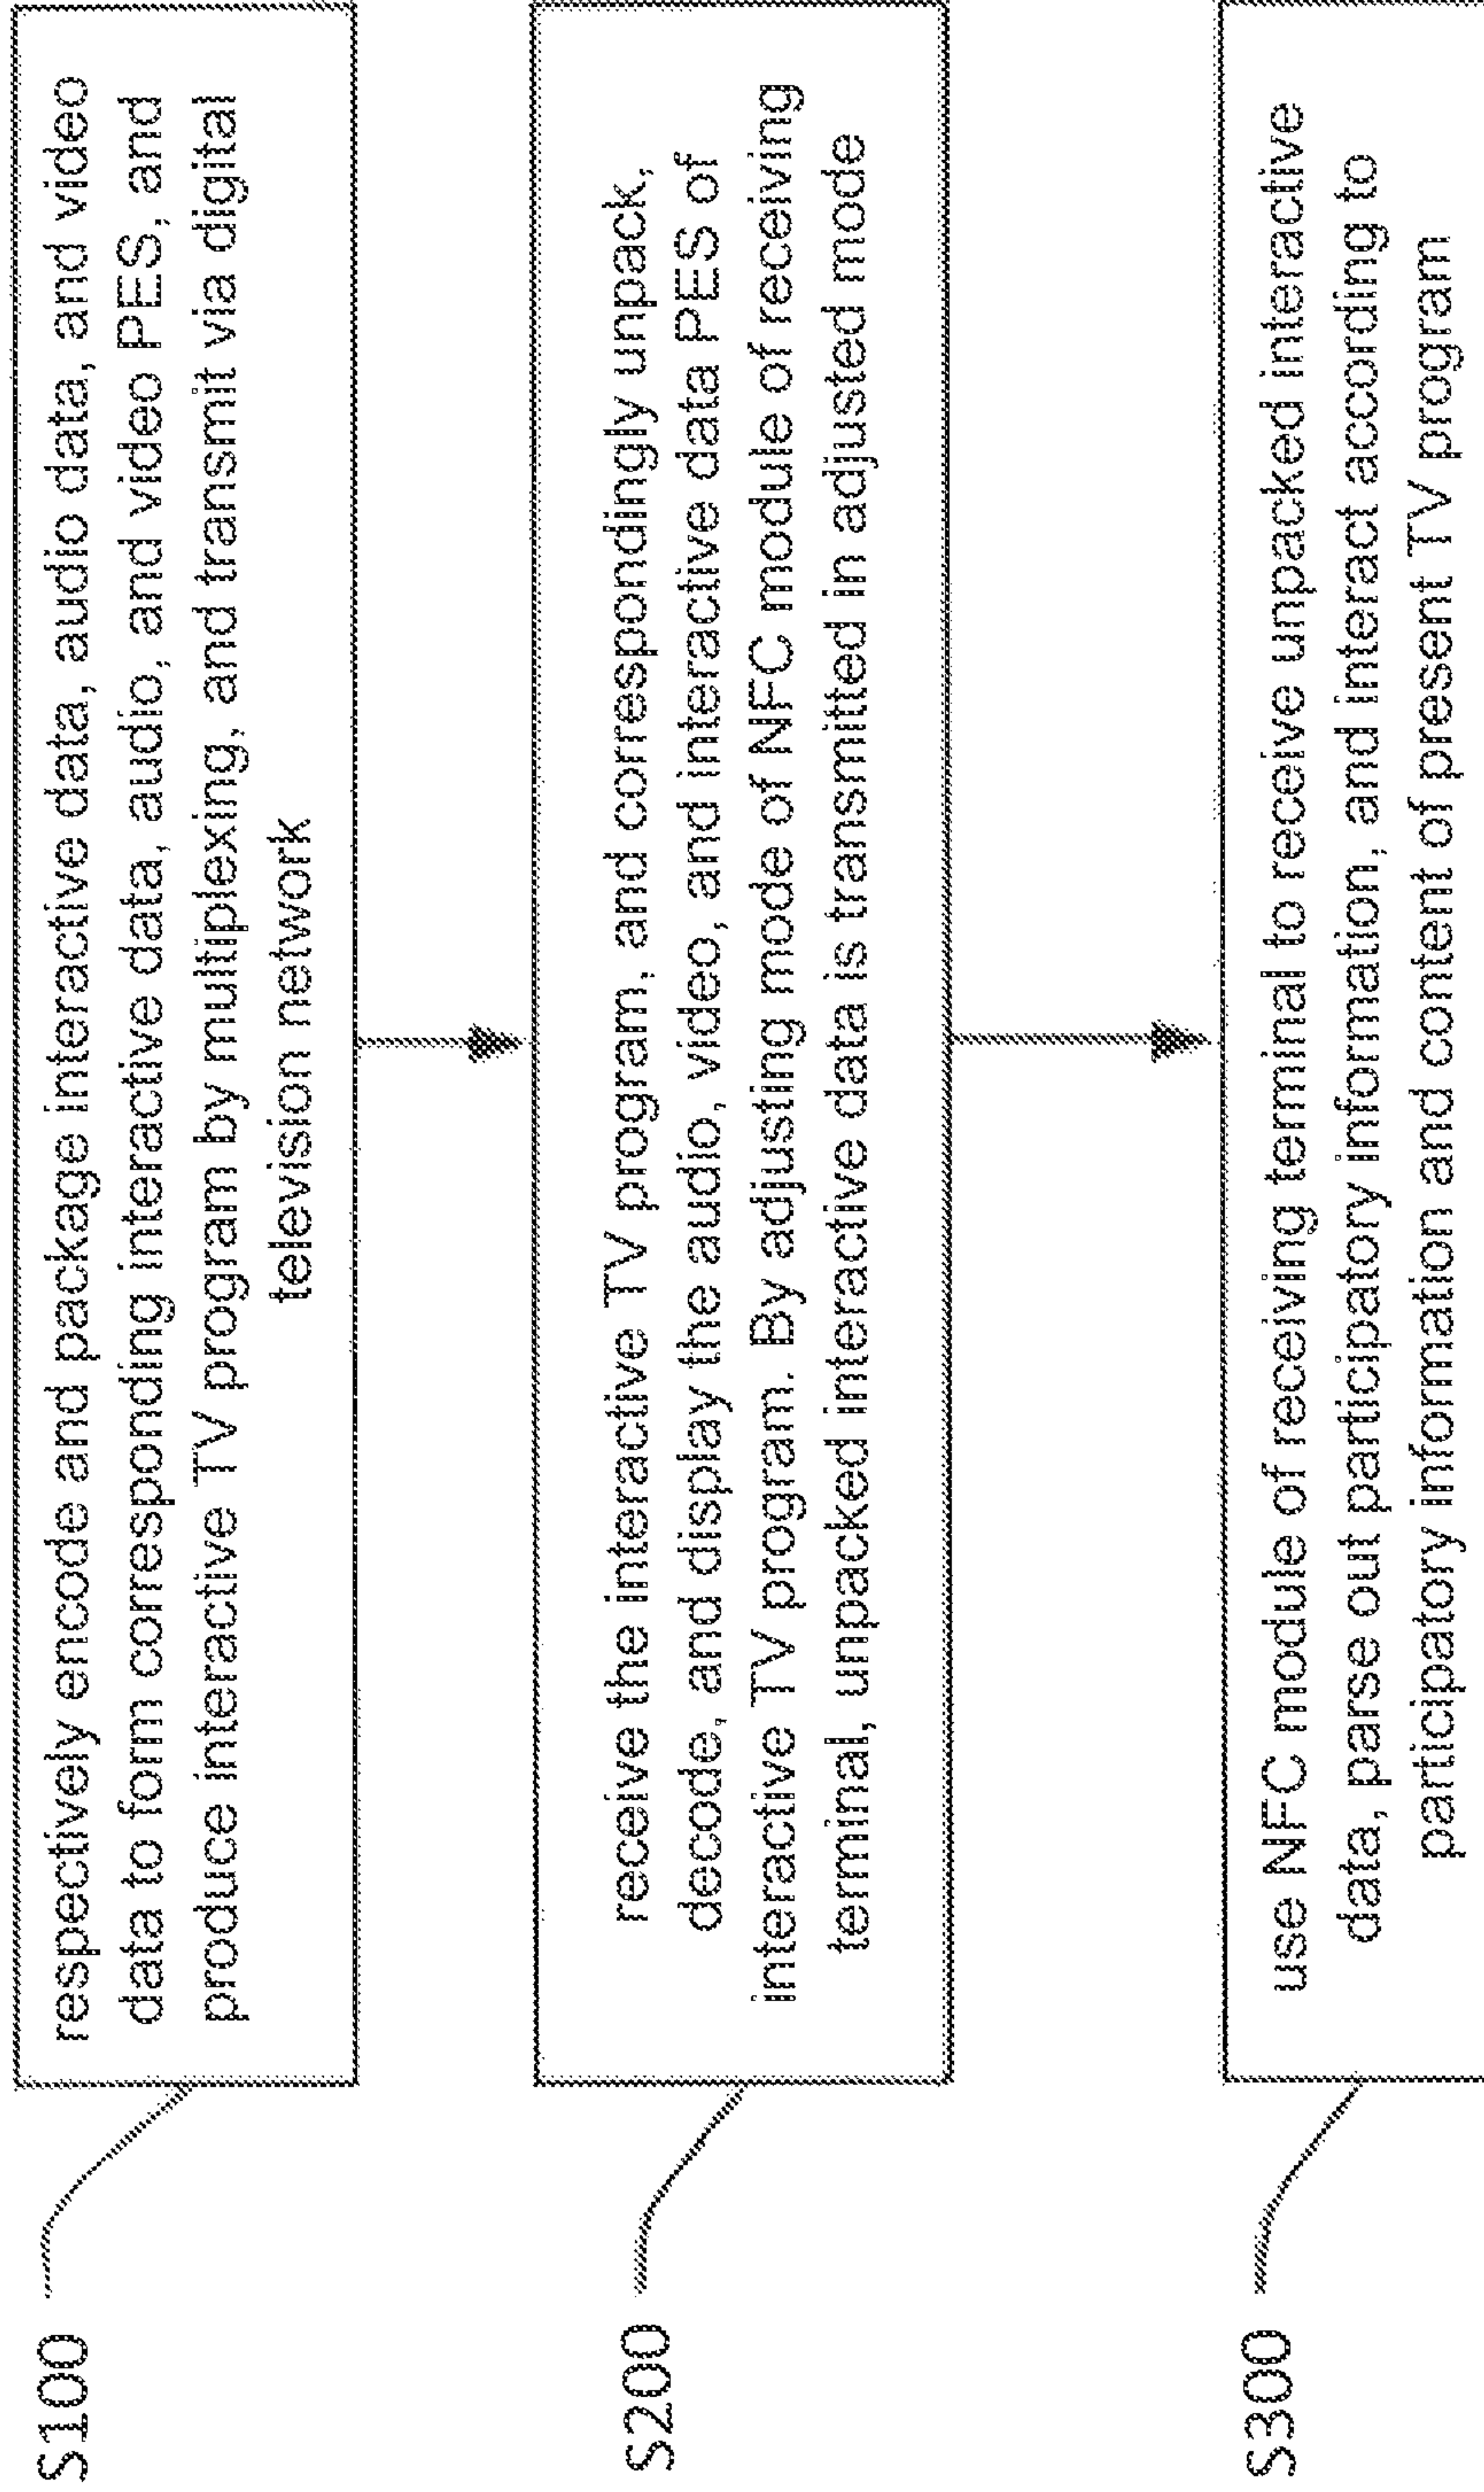 S100
respectively encode and package interactive data, audio data, and video
data to form corresponding interactive data, audio, and video PES, and
produce interactive TV program by multiplexing, and transmit via digital
television network
S200
receive the interactive TV program, and correspondingly unpack,
decode, and display the audio, video, and interactive data PES of
interactive TV program. By adjusting mode of NFC module of receiving
terminal, unpacked interactive data is transmitted in adjusted mode
S300
use NFC module of receiving terminal to receive unpacked interactive
data, parse out participatory information, and interact according to
participatory information and content of present TV program